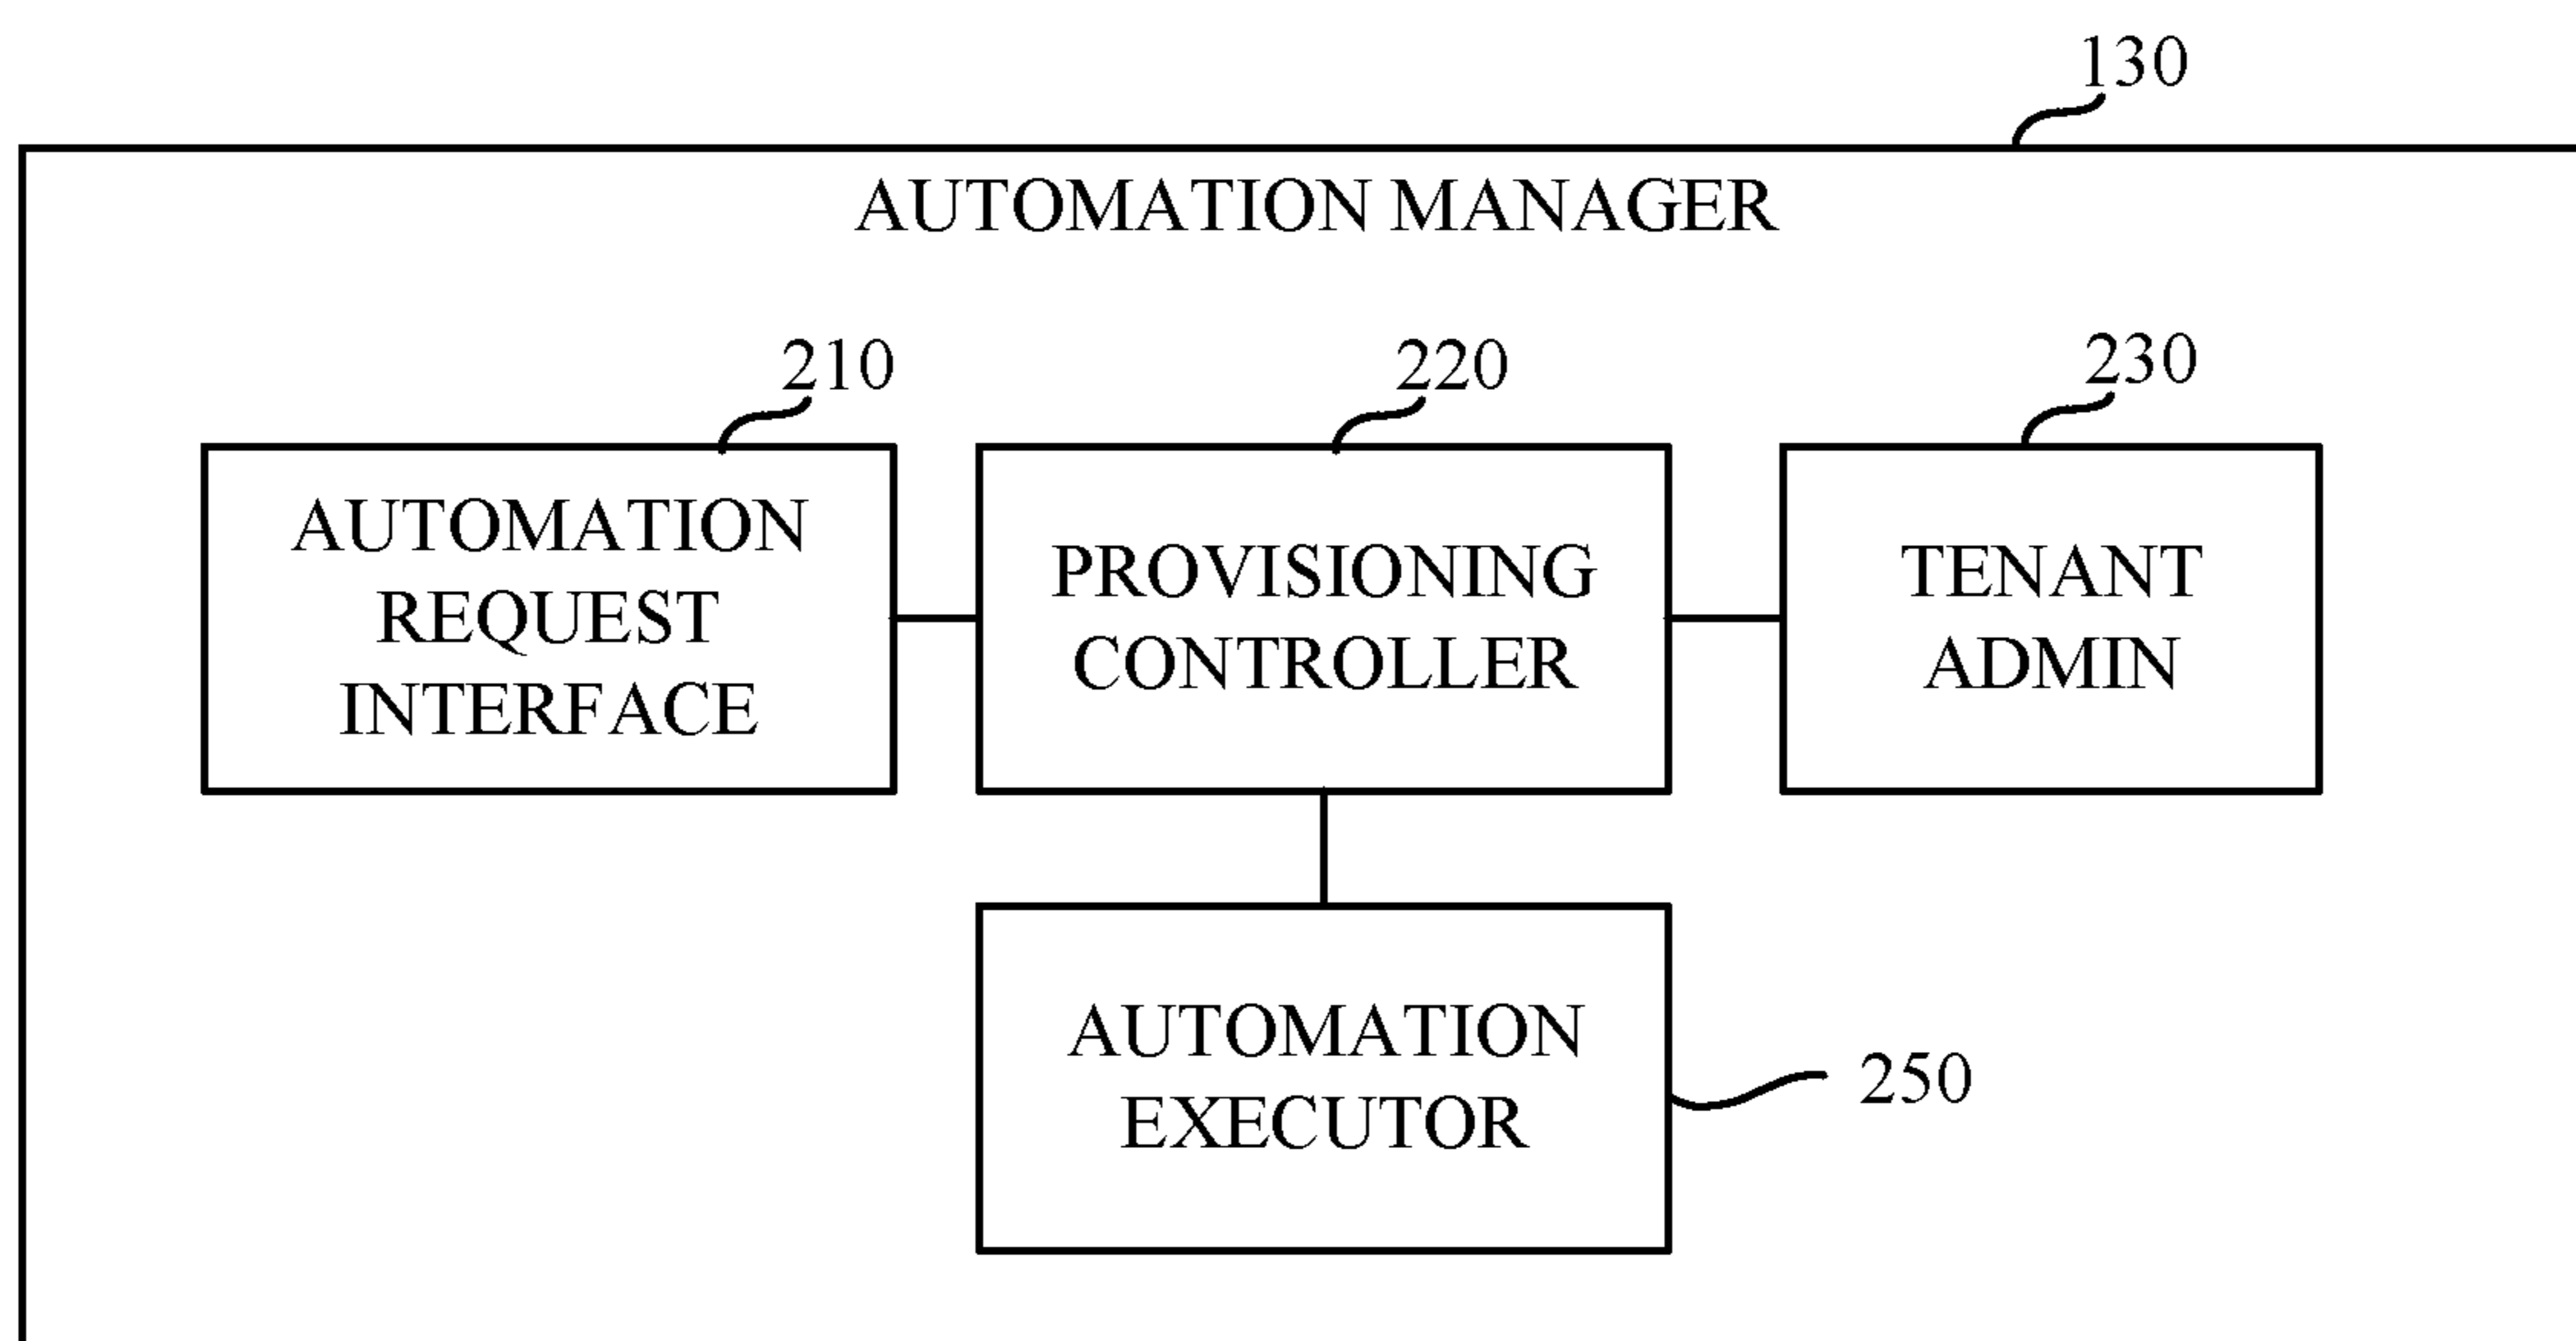 130
AUTOMATION MANAGER
210
220
230
AUTOMATION
REQUEST
INTERFACE
PROVISIONING
CONTROLLER
TENANT
ADMIN
AUTOMATION
EXECUTOR
250